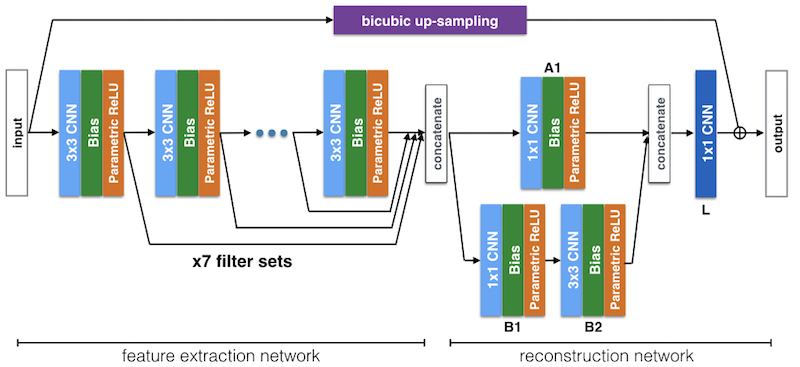 bicubic up-sampling
input
3x3 CNN
Bias
Parametric ReLU
3x3 CNN
Bias
Parametric ReLU
3x3 CNN
Bias
Parametric ReLU
concatenate
A1
1x1 CNN
Bias
Parametric ReLU
concatenate
1x1 CNN
L
output
1x1 CNN
Bias
Parametric ReLU
B1
3x3 CNN
Bias
Parametric ReLU
B2
x7 filter sets
feature extraction network
reconstruction network